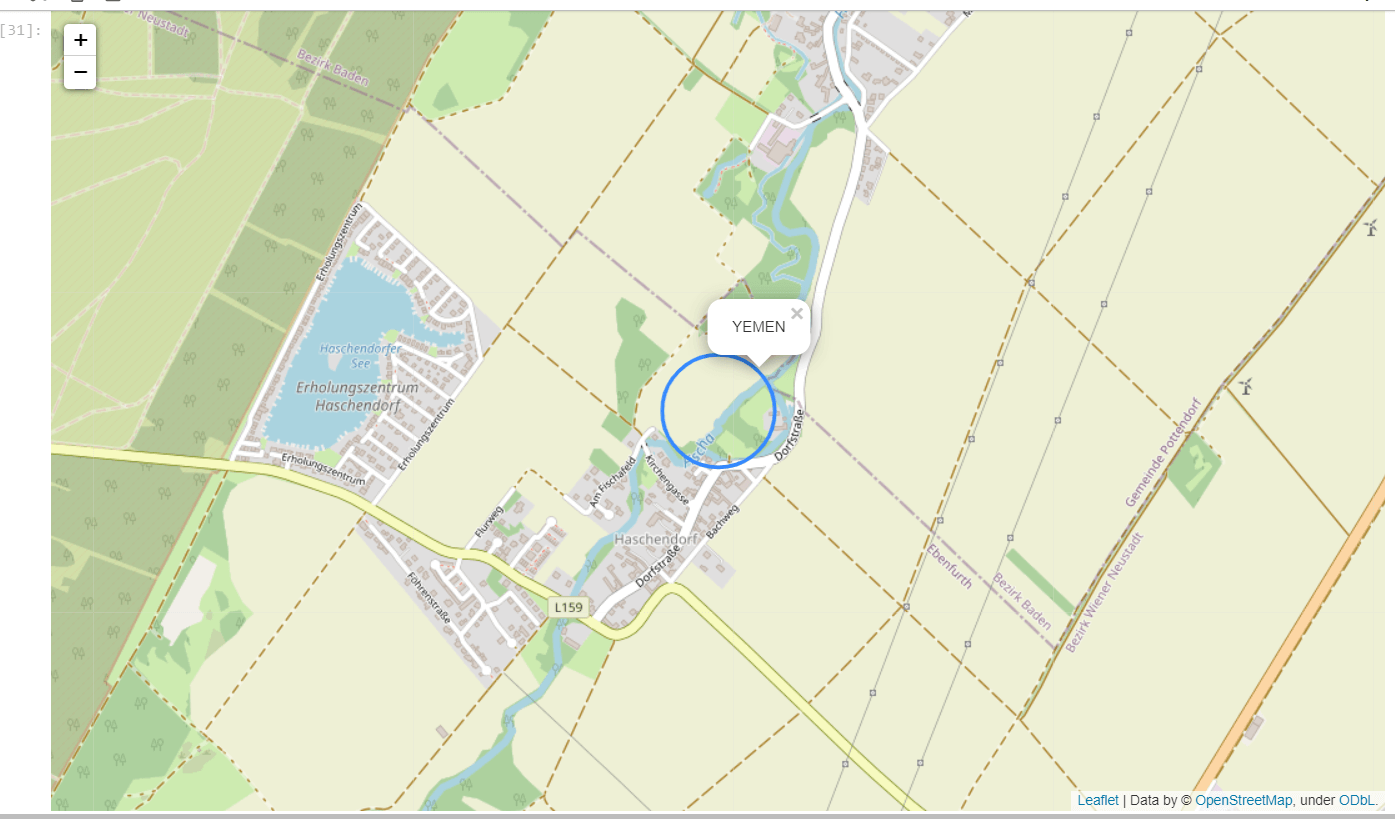 [31]:
+
−
Neustadt
Bezirk Baden
Erholungszentrum
Haschendorfer
See
Erholungszentrum
Haschendorf
Erholungszentrum
Erholungszentrum
YEMEN
×
Dorfstraße
Kirchengasse
Am Fischafeld
Bachweg
Flurweg
Haschendorf
Dorfstraße
Föhrenstraße
L159
Gemeinde Pottendorf
Ebenfurth
Bezirk Baden
Bezirk Wiener Neustadt
Leaflet | Data by © OpenStreetMap, under ODbL.